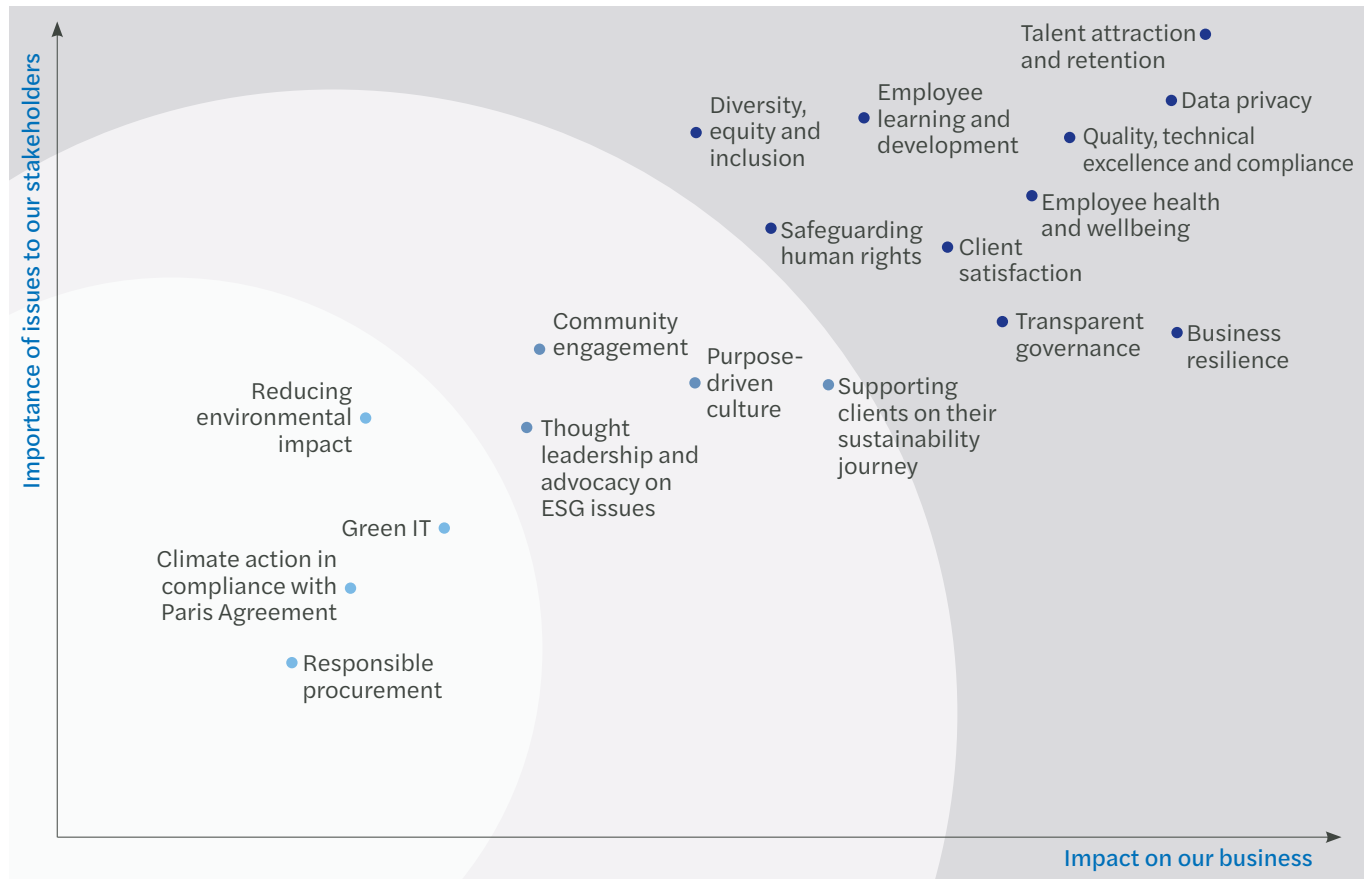 Importance of issues to our stakeholders
Talent attraction
and retention
Data privacy
Employee
learning and
development
Diversity,
equity and
inclusion
Quality, technical
excellence and compliance
Employee health
and wellbeing
Safeguarding
human rights
Client
satisfaction
Transparent
governance
Business
resilience
Community
engagement
Purpose-
driven
culture
Supporting
clients on their
sustainability
journey
Reducing
environmental
impact
Thought
leadership and
advocacy on
ESG issues
Green IT
Climate action in
compliance with
Paris Agreement
Responsible
procurement
Impact on our business